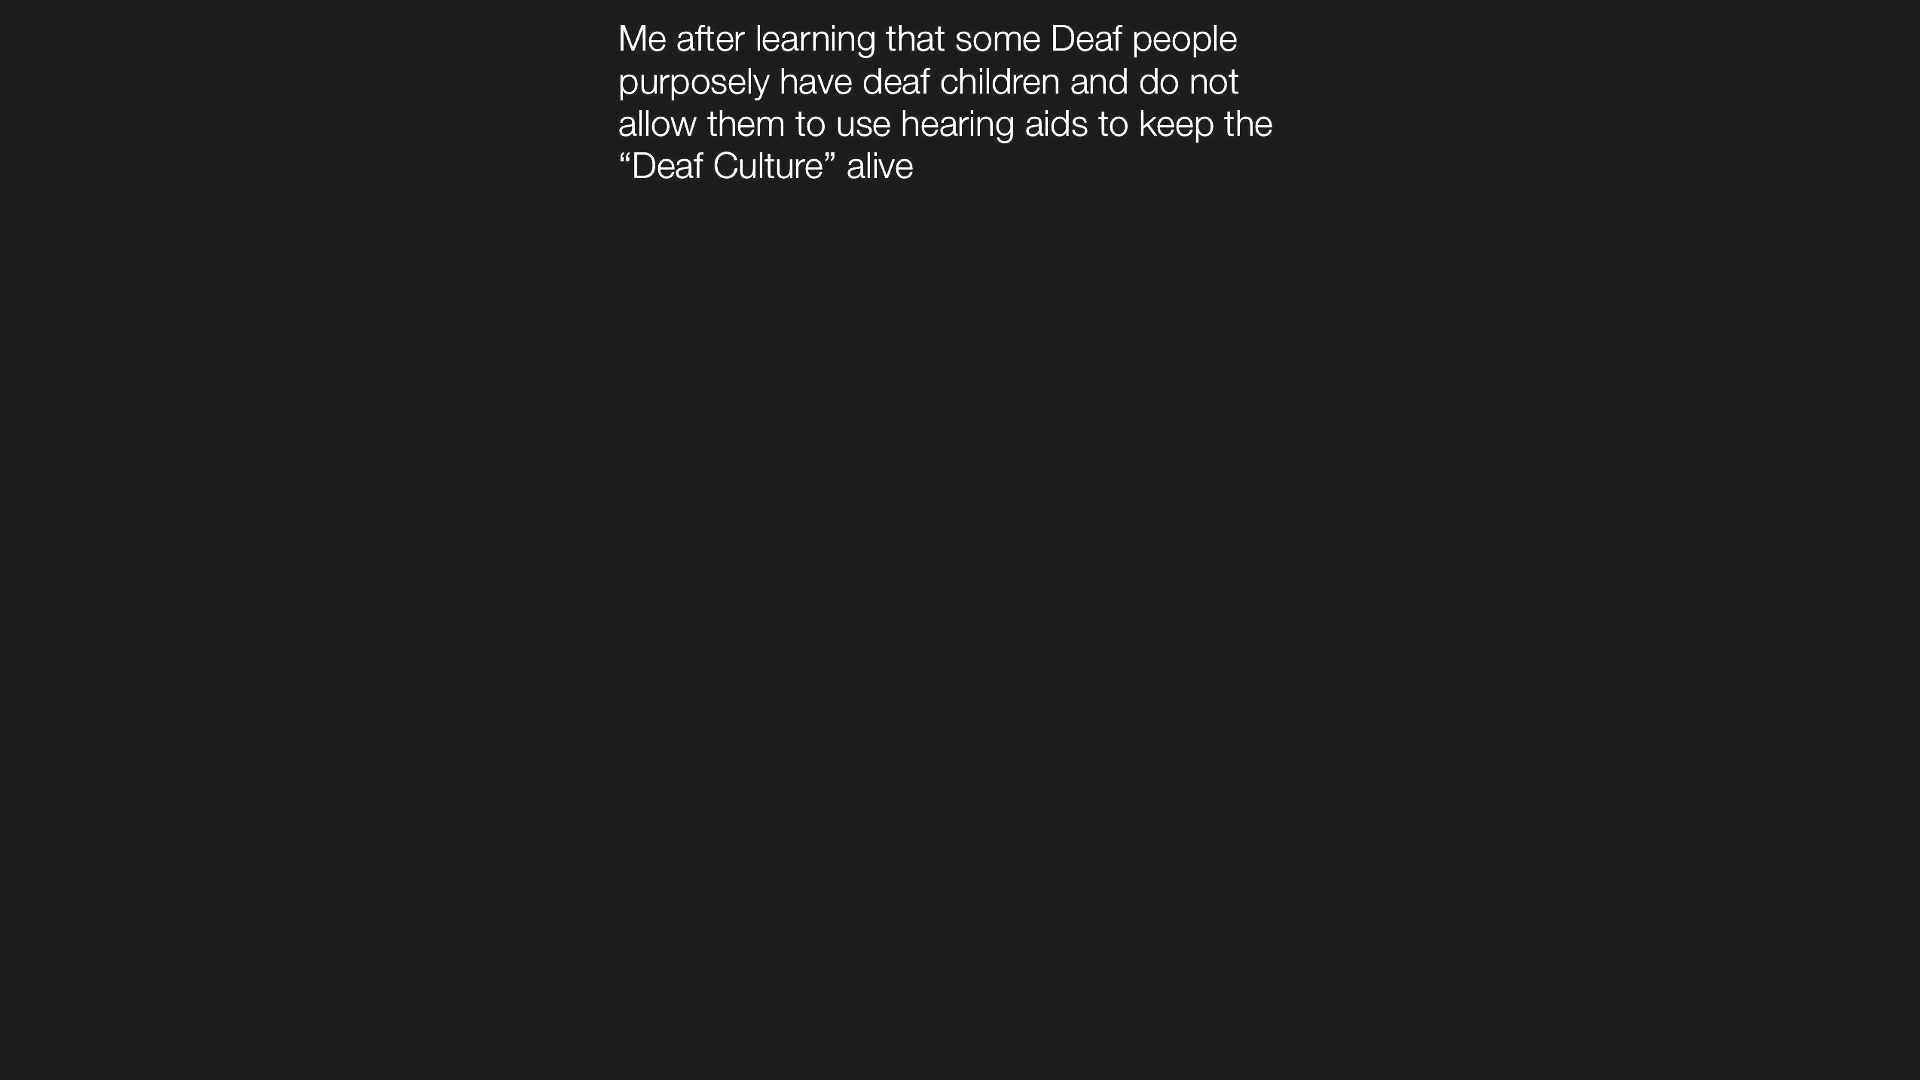 Me after learning that some Deaf people
purposely have deaf children and do not
allow them to use hearing aids to keep the
“Deaf Culture” alive